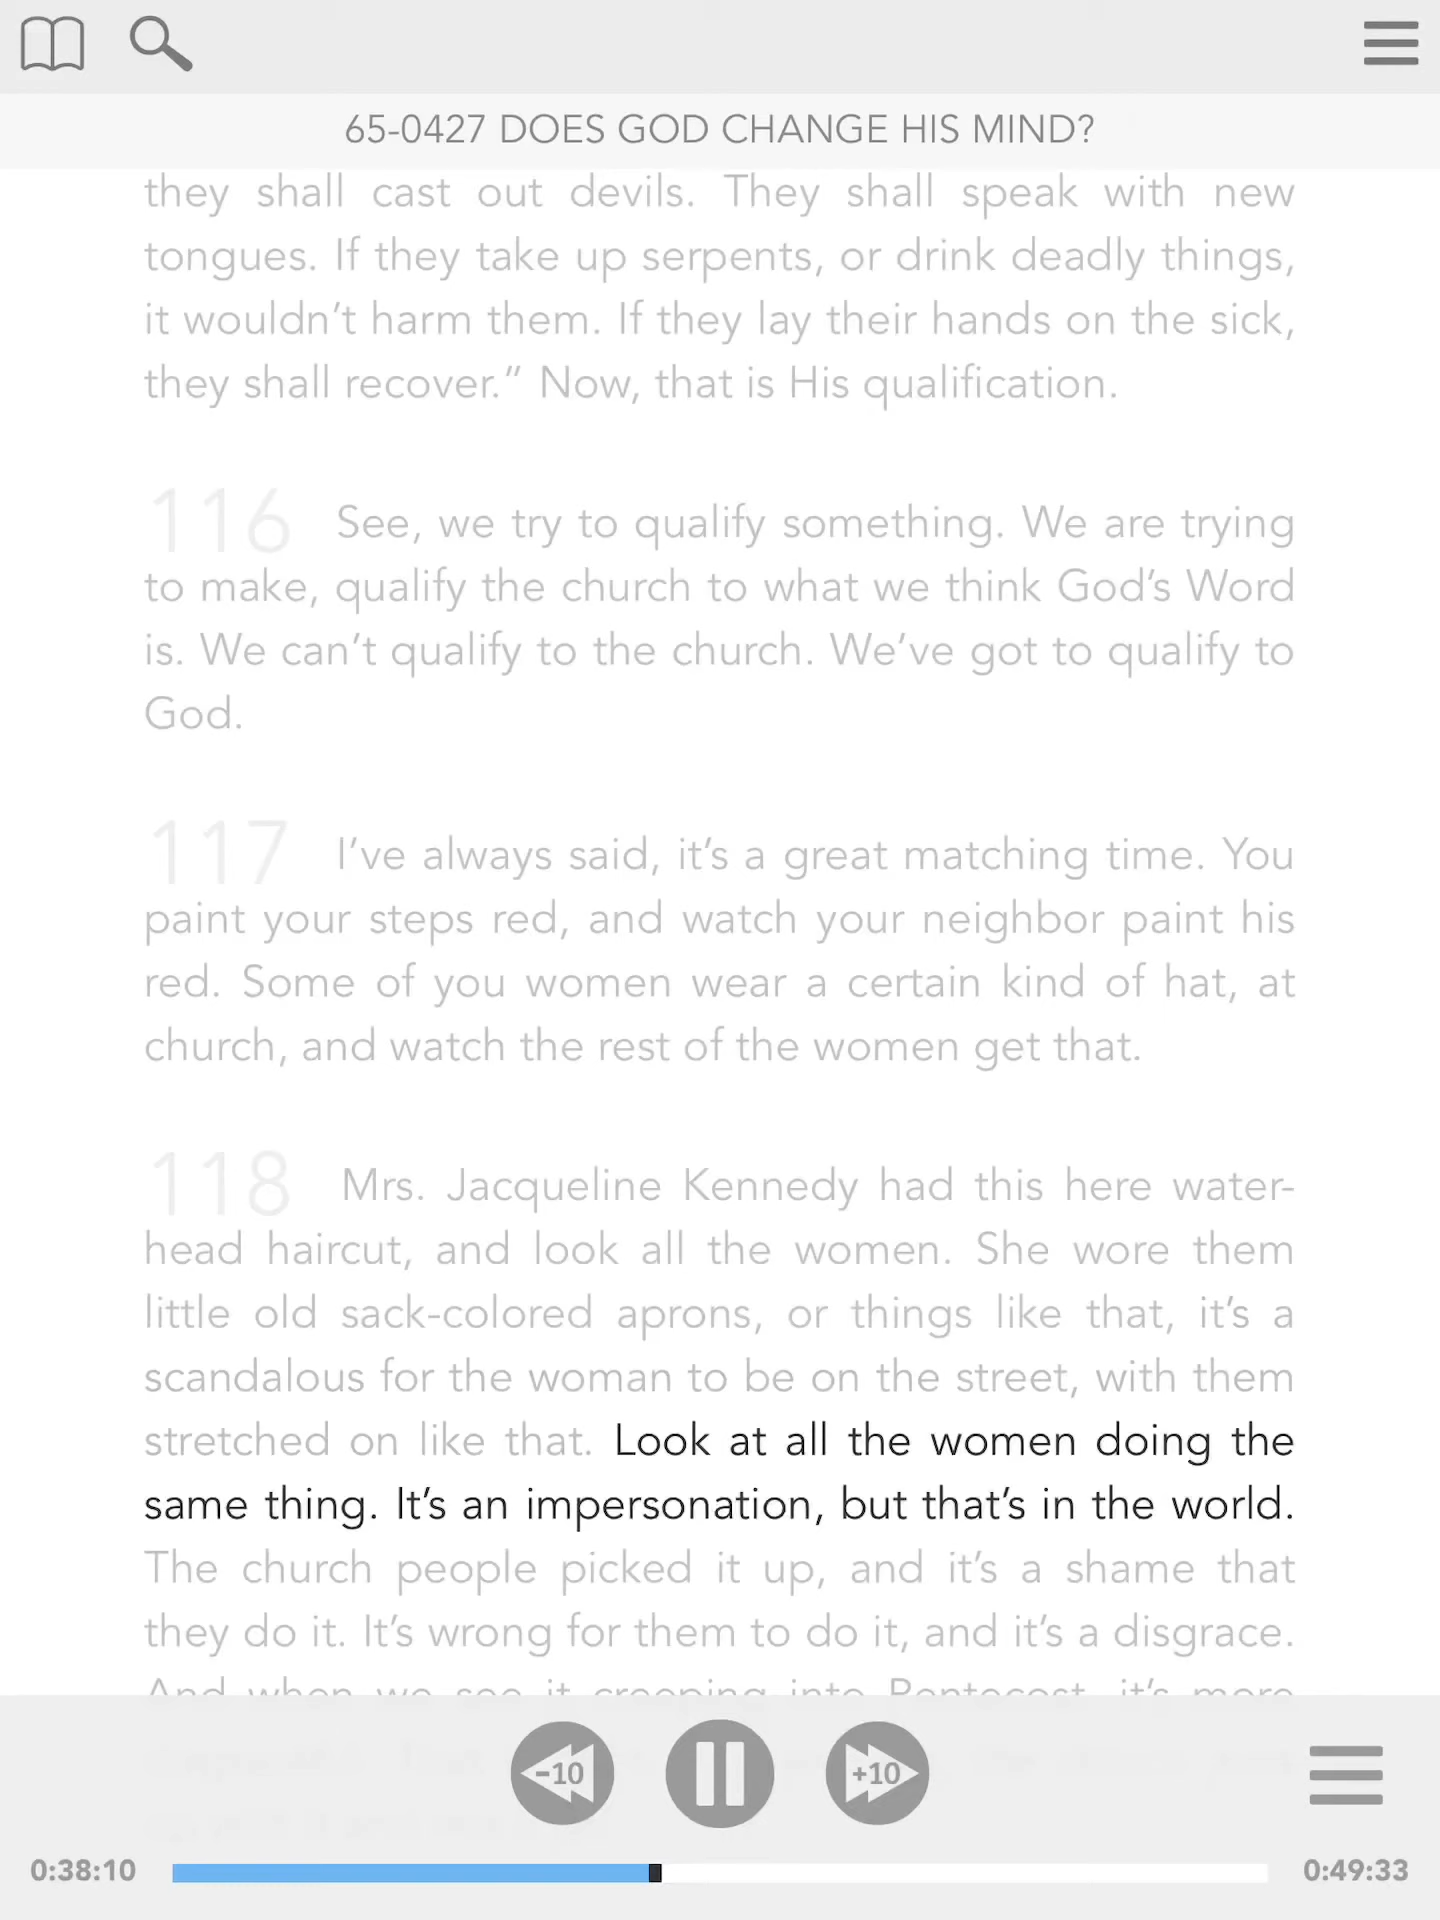 65-0427 DOES GOD CHANGE HIS MIND?
they shall cast out devils. They shall speak with new
tongues. If they take up serpents, or drink deadly things,
it wouldn’t harm them. If they lay their hands on the sick,
they shall recover.” Now, that is His qualification.
116 See, we try to qualify something. We are trying
to make, qualify the church to what we think God’s Word
is. We can’t qualify to the church. We’ve got to qualify to
God.
117 I’ve always said, it’s a great matching time. You
paint your steps red, and watch your neighbor paint his
red. Some of you women wear a certain kind of hat, at
church, and watch the rest of the women get that.
118 Mrs. Jacqueline Kennedy had this here water-
head haircut, and look all the women. She wore them
little old sack-colored aprons, or things like that, it’s a
scandalous for the woman to be on the street, with them
stretched on like that. Look at all the women doing the
same thing. It’s an impersonation, but that’s in the world.
The church people picked it up, and it’s a shame that
they do it. It’s wrong for them to do it, and it’s a disgrace.
And when we see it creeping into Pentecost, it’s more
-10 +10
0:38:10 0:49:33